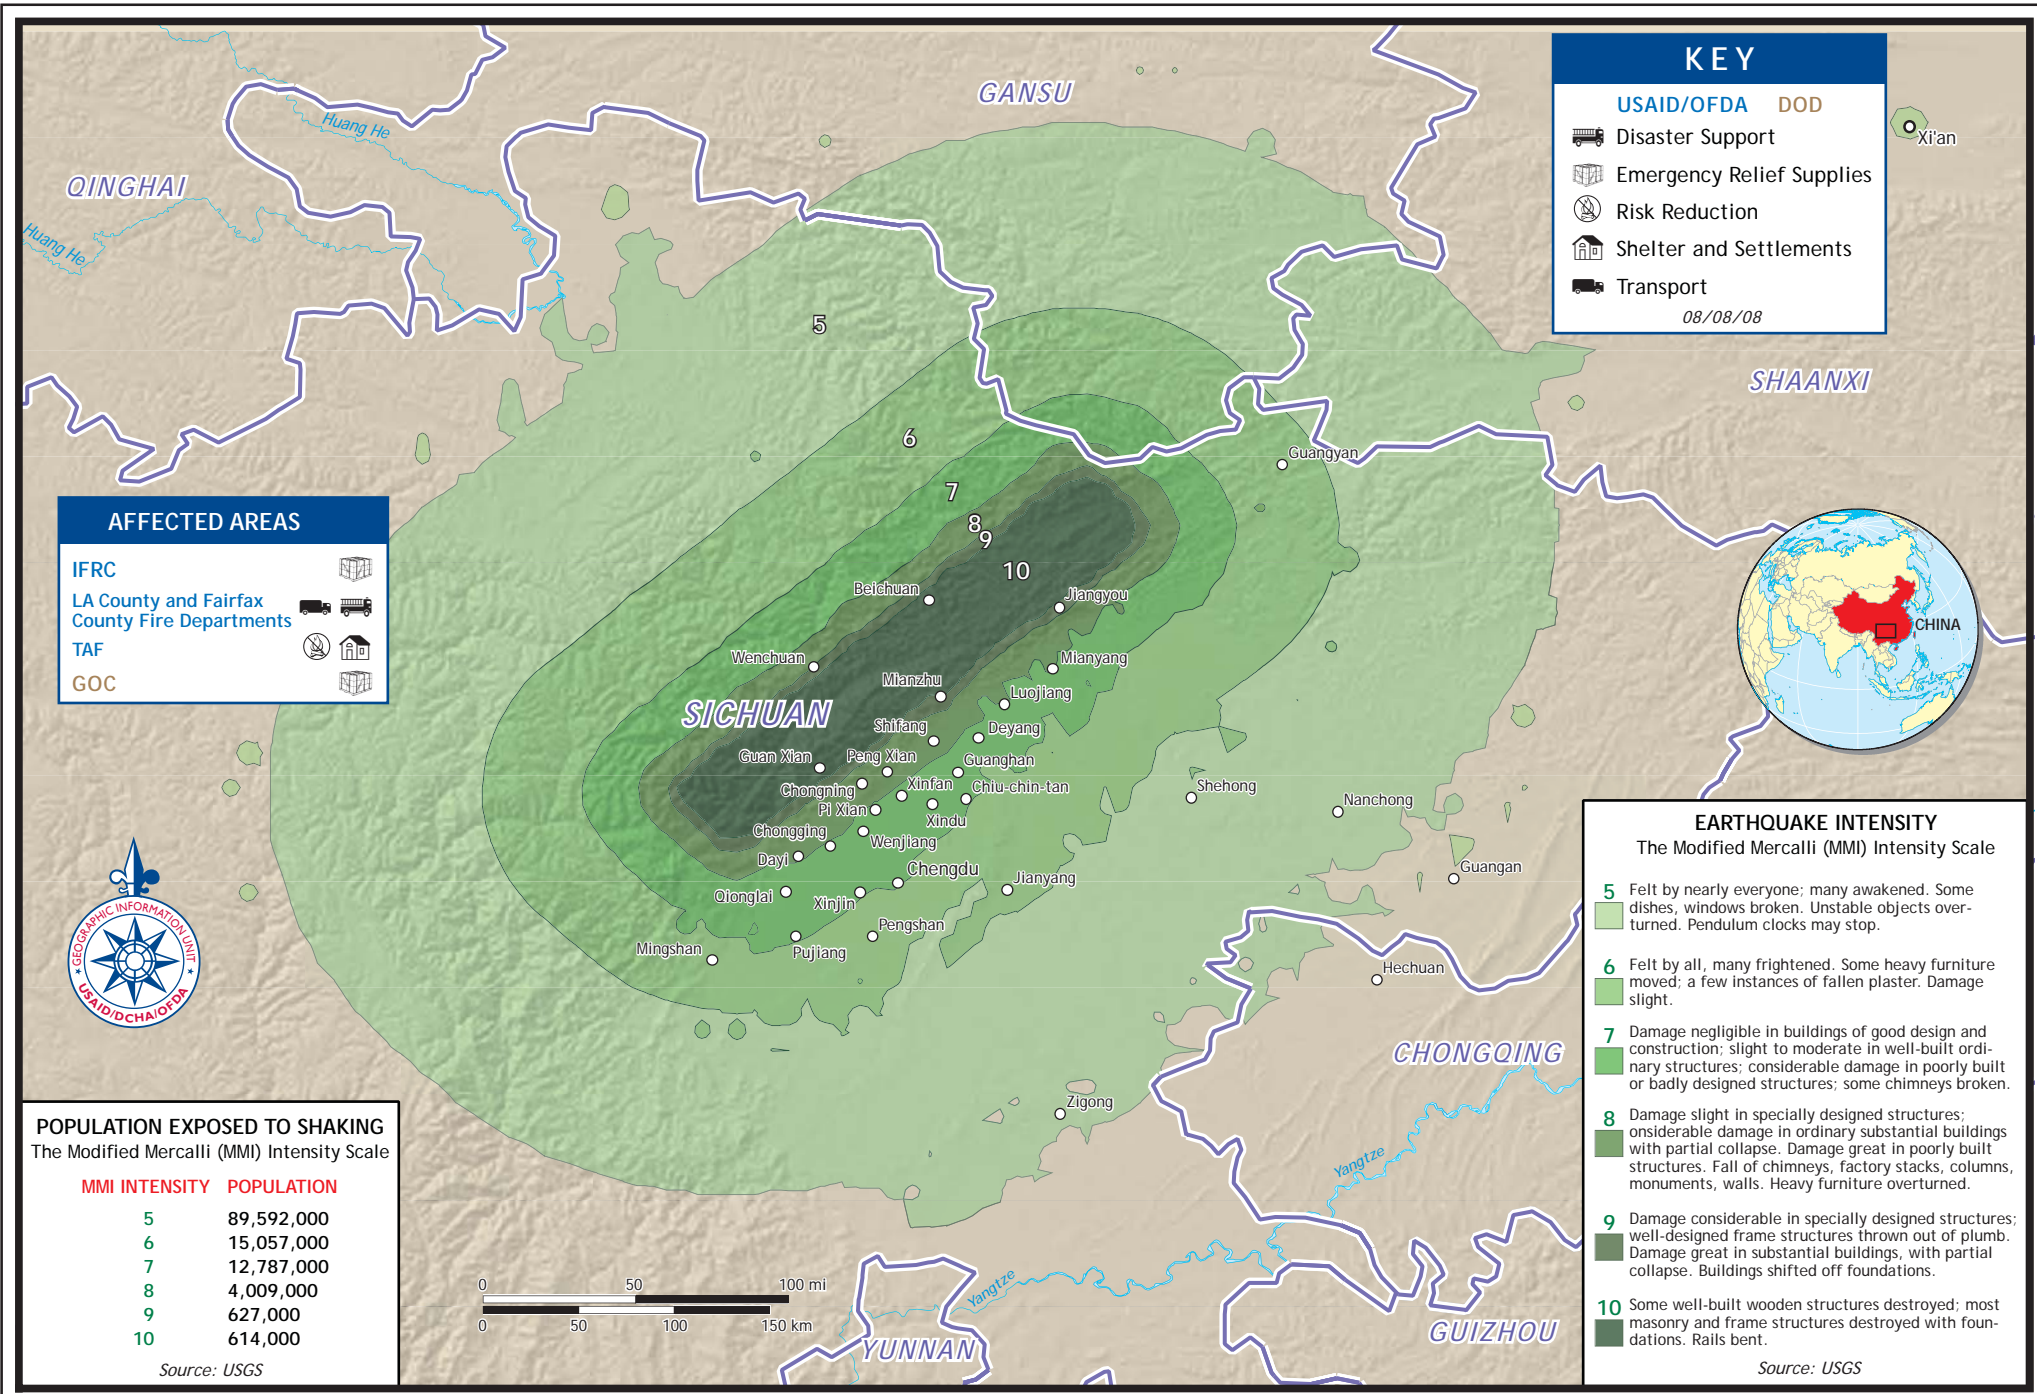 KEY
USAID/OFDA DOD
Disaster Support
Emergency Relief Supplies
Risk Reduction
Shelter and Settlements
Transport
08/08/08
GANSU
Xi'an
Huang He
QINGHAI
Huang He
5
SHAANXI
6
Guangyan
7
8
9
10
AFFECTED AREAS
IFRC
LA County and Fairfax
County Fire Departments
TAF
GOC
Beichuan
Jiangyou
CHINA
Wenchuan
Mianyang
Mianzhu
Luojiang
SICHUAN
Shifang
Deyang
Guan Xian
Peng Xian
Guanghan
Chongning
Xinfan
Chiu-chin-tan
Shehong
Nanchong
Pi Xian
Xindu
Chongging
Wenjiang
Dayi
Chengdu
Guangan
Jianyang
Qionglai
Xinjin
Pengshan
Mingshan
Pujiang
Hechuan
GEOGRAPHIC INFORMATION UNIT
USAID/DCHA/OFDA
CHONGQING
Zigong
Yangtze
Yangtze
YUNNAN
GUIZHOU
POPULATION EXPOSED TO SHAKING
The Modified Mercalli (MMI) Intensity Scale
MMI INTENSITY POPULATION
5 89,592,000
6 15,057,000
7 12,787,000
8 4,009,000
9 627,000
10 614,000
Source: USGS
0 50 100 mi
0 50 100 150 km
EARTHQUAKE INTENSITY
The Modified Mercalli (MMI) Intensity Scale
5 Felt by nearly everyone; many awakened. Some
dishes, windows broken. Unstable objects over-
turned. Pendulum clocks may stop.
6 Felt by all, many frightened. Some heavy furniture
moved; a few instances of fallen plaster. Damage
slight.
7 Damage negligible in buildings of good design and
construction; slight to moderate in well-built ordi-
nary structures; considerable damage in poorly built
or badly designed structures; some chimneys broken.
8 Damage slight in specially designed structures;
onsiderable damage in ordinary substantial buildings
with partial collapse. Damage great in poorly built
structures. Fall of chimneys, factory stacks, columns,
monuments, walls. Heavy furniture overturned.
9 Damage considerable in specially designed structures;
well-designed frame structures thrown out of plumb.
Damage great in substantial buildings, with partial
collapse. Buildings shifted off foundations.
10 Some well-built wooden structures destroyed; most
masonry and frame structures destroyed with foun-
dations. Rails bent.
Source: USGS